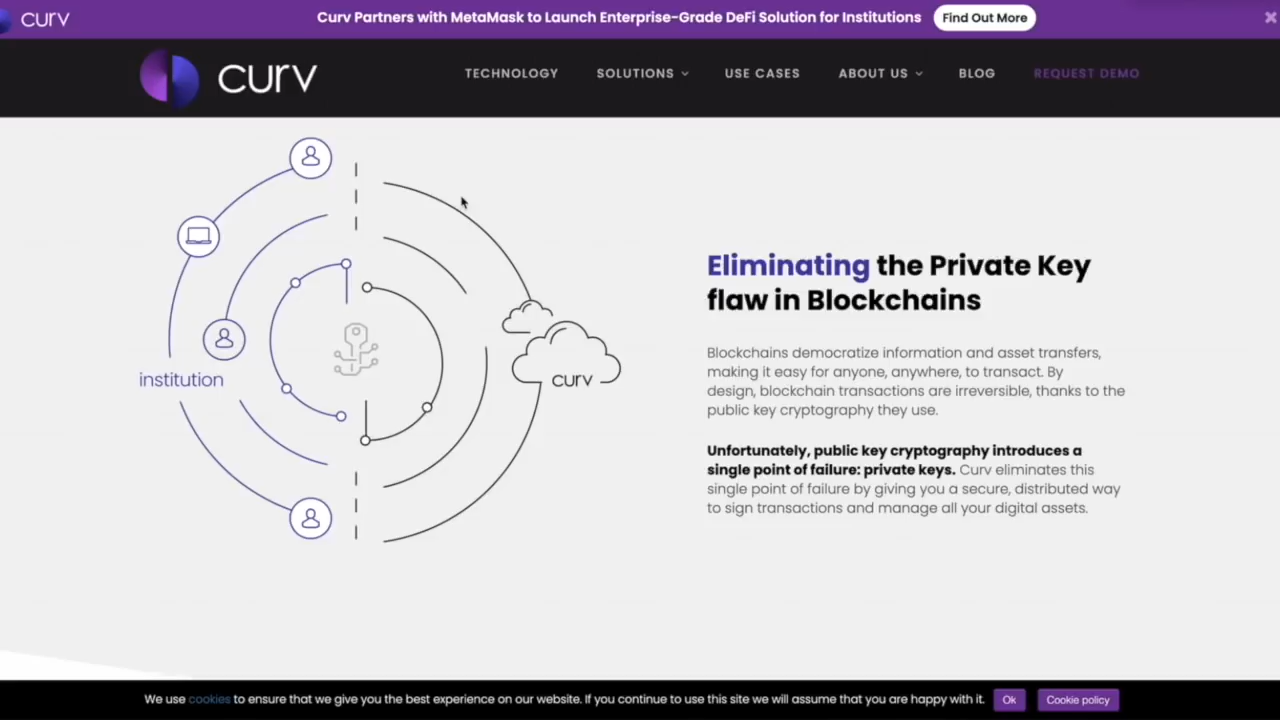 curv
Curv Partners with MetaMask to Launch Enterprise-Grade DeFi Solution for Institutions
Find Out More
curv
TECHNOLOGY
SOLUTIONS
USE CASES
ABOUT US
BLOG
REQUEST DEMO
institution
curv
Eliminating the Private Key
flaw in Blockchains
Blockchains democratize information and asset transfers,
making it easy for anyone, anywhere, to transact. By
design, blockchain transactions are irreversible, thanks to the
public key cryptography they use.
Unfortunately, public key cryptography introduces a
single point of failure: private keys. Curv eliminates this
single point of failure by giving you a secure, distributed way
to sign transactions and manage all your digital assets.
We use cookies to ensure that we give you the best experience on our website. If you continue to use this site we will assume that you are happy with it.
Ok
Cookie policy